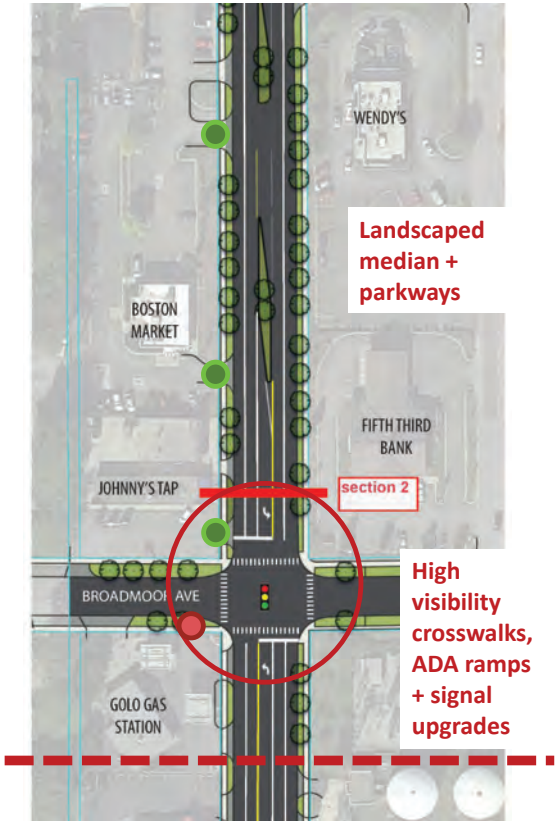 WENDY'S
Landscaped
median +
parkways
BOSTON
MARKET
FIFTH THIRD
BANK
JOHNNY'S TAP
section 2
High
visibility
crosswalks,
ADA ramps
+ signal
upgrades
BROADMOOR AVE
GOLO GAS
STATION